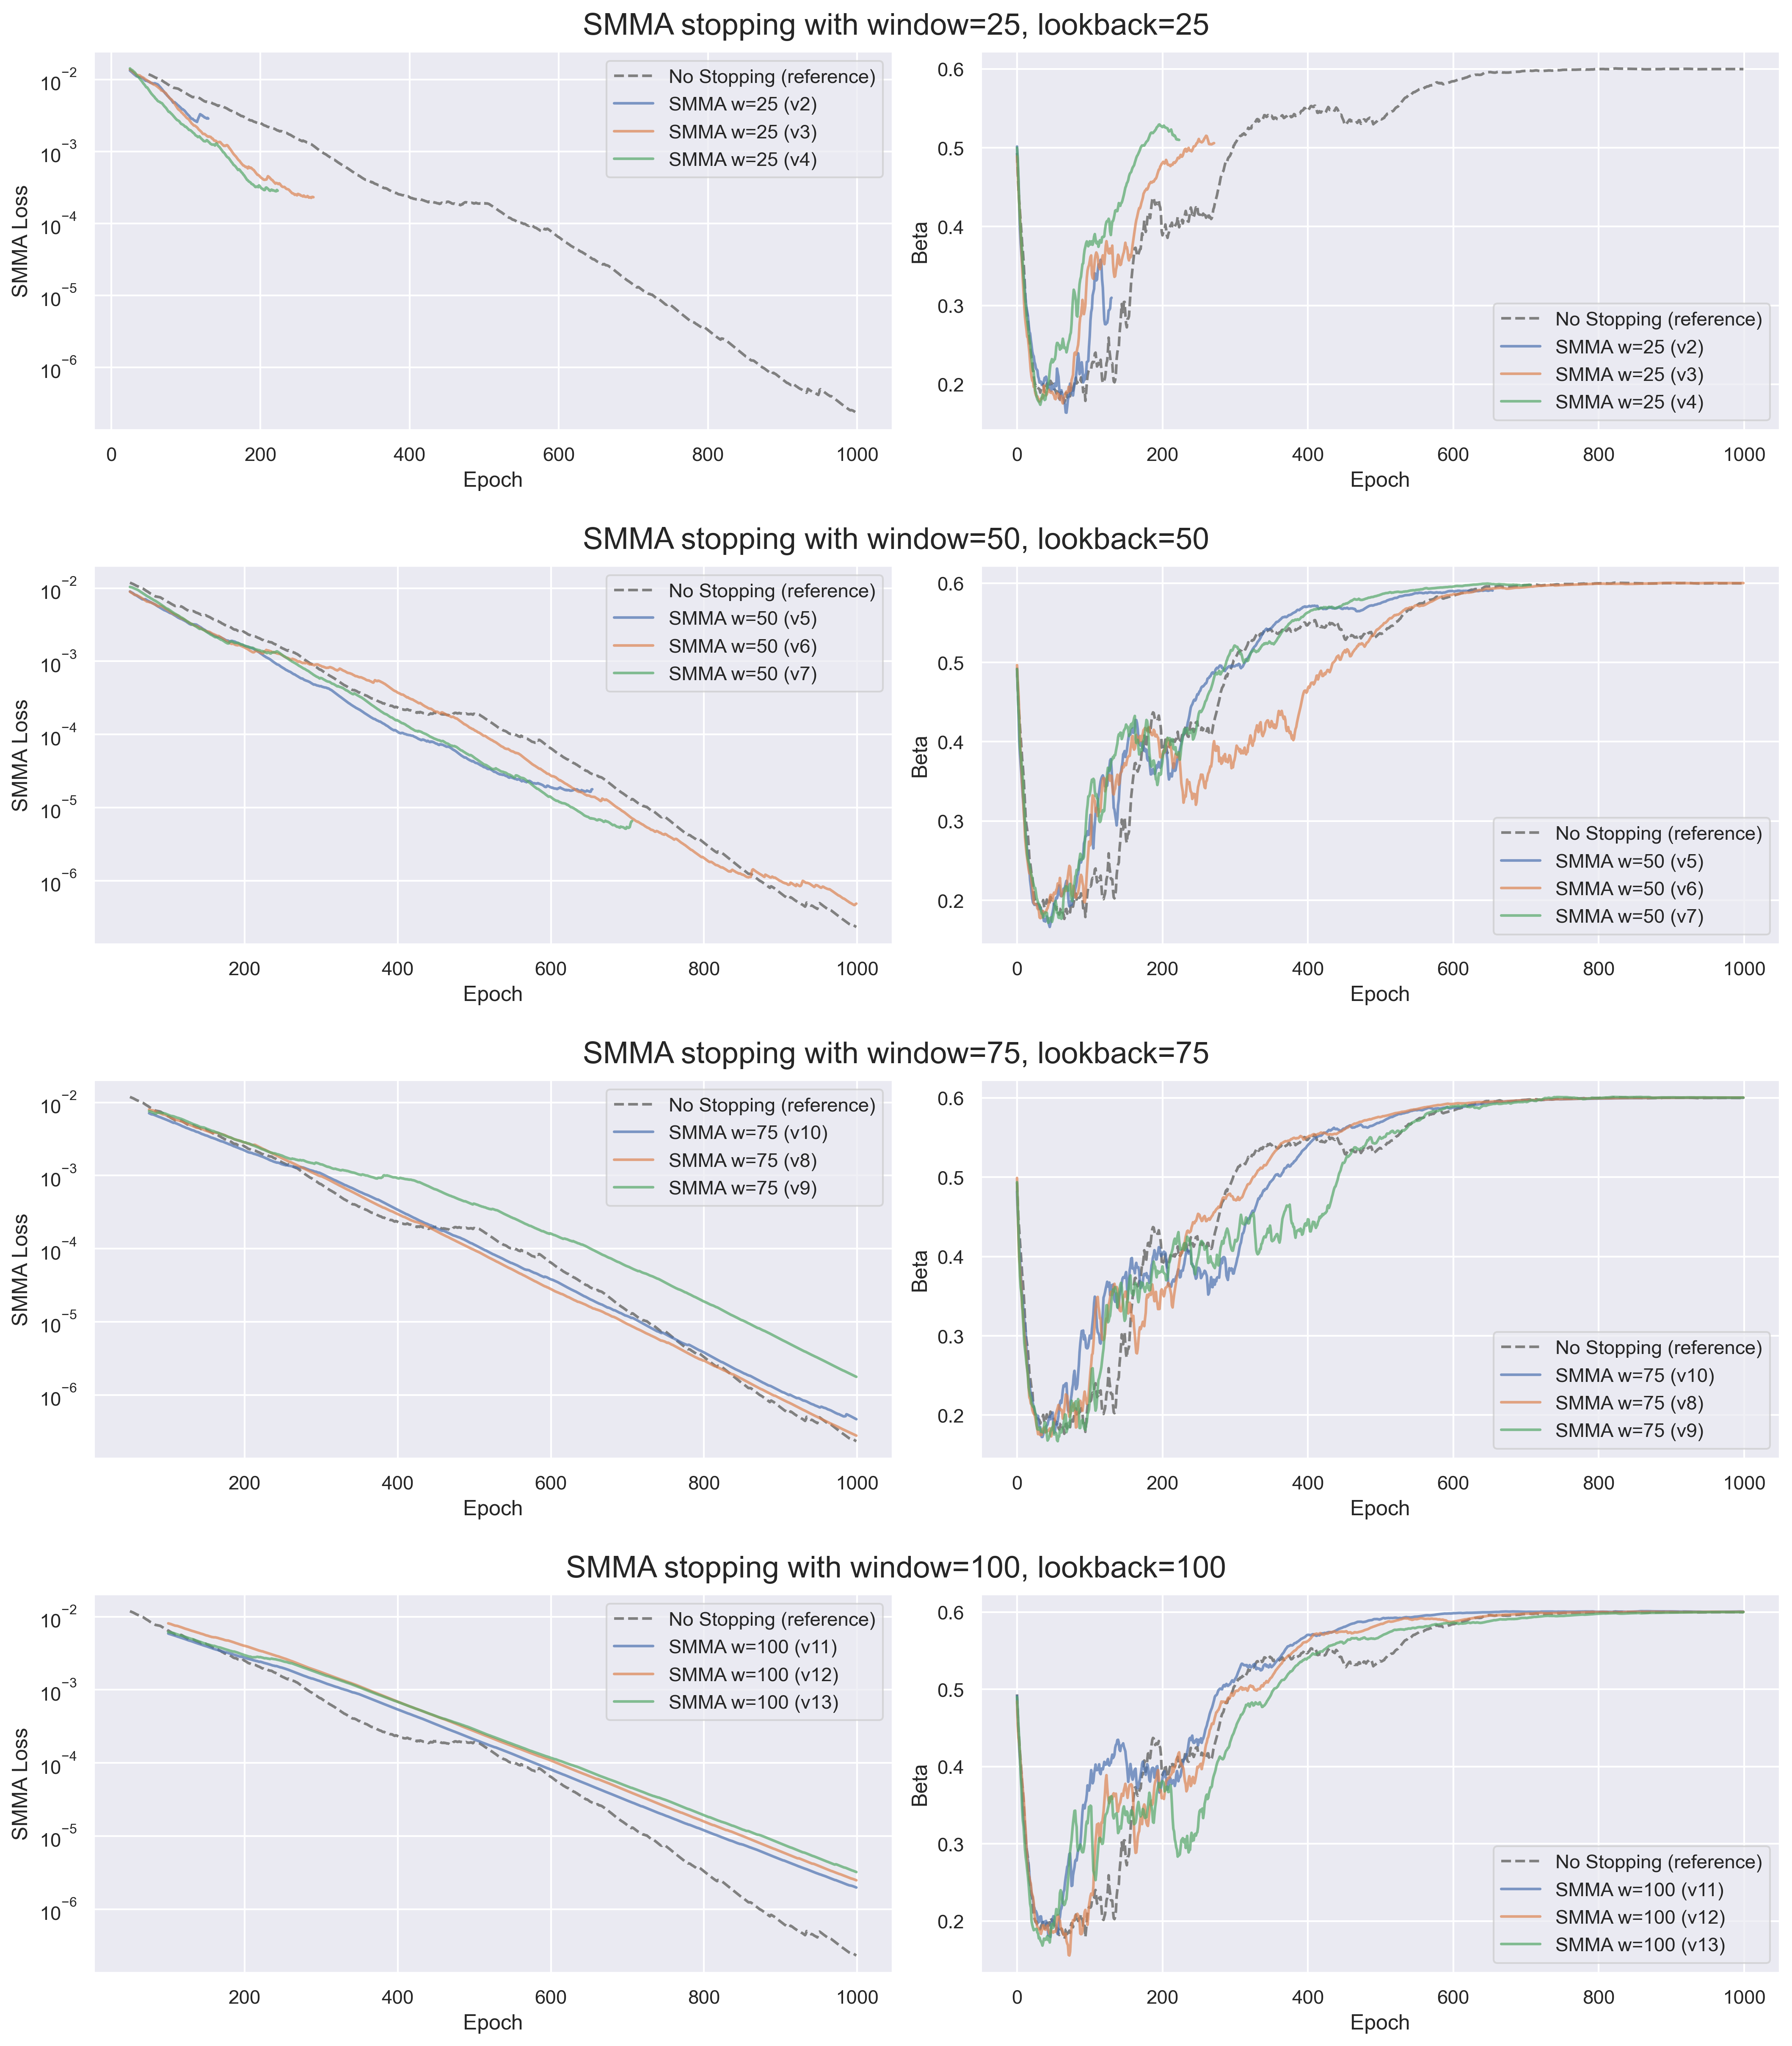 SMMA stopping with window=25, lookback=25
SMMA Loss
10⁻²
10⁻³
10⁻⁴
10⁻⁵
10⁻⁶
No Stopping (reference)
SMMA w=25 (v2)
SMMA w=25 (v3)
SMMA w=25 (v4)
0 200 400 600 800 1000
Epoch
Beta
0.6
0.5
0.4
0.3
0.2
No Stopping (reference)
SMMA w=25 (v2)
SMMA w=25 (v3)
SMMA w=25 (v4)
0 200 400 600 800 1000
Epoch
SMMA stopping with window=50, lookback=50
SMMA Loss
10⁻²
10⁻³
10⁻⁴
10⁻⁵
10⁻⁶
No Stopping (reference)
SMMA w=50 (v5)
SMMA w=50 (v6)
SMMA w=50 (v7)
200 400 600 800 1000
Epoch
Beta
0.6
0.5
0.4
0.3
0.2
No Stopping (reference)
SMMA w=50 (v5)
SMMA w=50 (v6)
SMMA w=50 (v7)
0 200 400 600 800 1000
Epoch
SMMA stopping with window=75, lookback=75
SMMA Loss
10⁻²
10⁻³
10⁻⁴
10⁻⁵
10⁻⁶
No Stopping (reference)
SMMA w=75 (v10)
SMMA w=75 (v8)
SMMA w=75 (v9)
200 400 600 800 1000
Epoch
Beta
0.6
0.5
0.4
0.3
0.2
No Stopping (reference)
SMMA w=75 (v10)
SMMA w=75 (v8)
SMMA w=75 (v9)
0 200 400 600 800 1000
Epoch
SMMA stopping with window=100, lookback=100
SMMA Loss
10⁻²
10⁻³
10⁻⁴
10⁻⁵
10⁻⁶
No Stopping (reference)
SMMA w=100 (v11)
SMMA w=100 (v12)
SMMA w=100 (v13)
200 400 600 800 1000
Epoch
Beta
0.6
0.5
0.4
0.3
0.2
No Stopping (reference)
SMMA w=100 (v11)
SMMA w=100 (v12)
SMMA w=100 (v13)
0 200 400 600 800 1000
Epoch